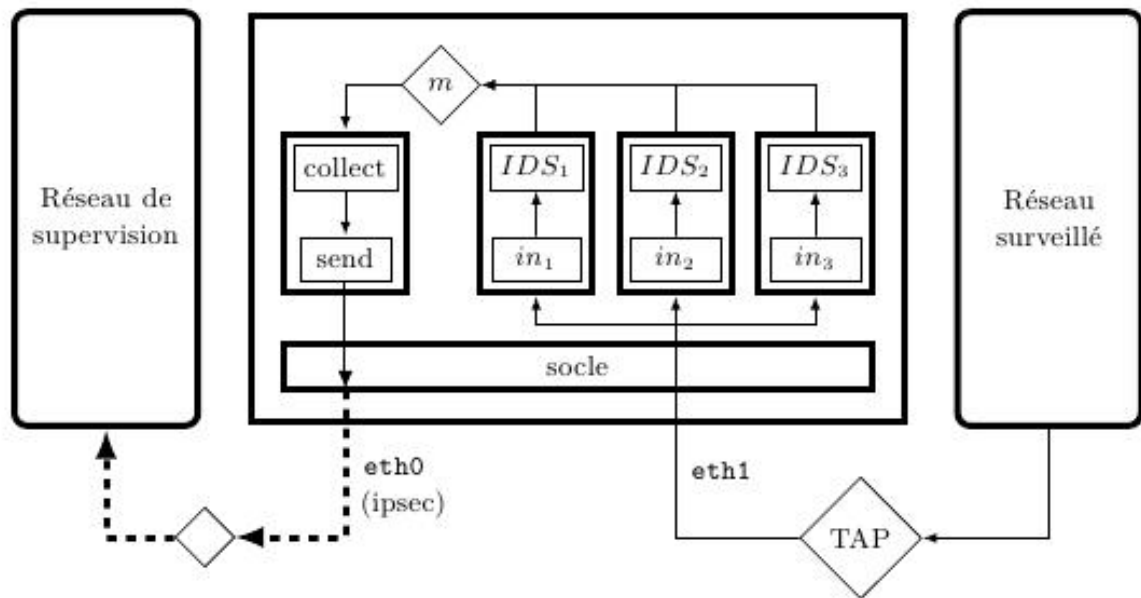 Réseau de
supervision
m
collect
send
IDS₁
IDS₂
IDS₃
in₁
in₂
in₃
socle
Réseau
surveillé
eth0
(ipsec)
eth1
TAP